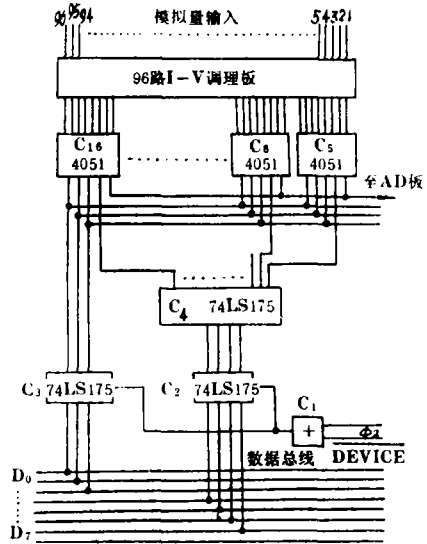 96 95 94 模拟量输入 5 4 3 2 1
96路I－V调理板
C16 4051
C6 4051
C5 4051
至AD板
C4 74LS175
C3 74LS175
C2 74LS175
C1
+
Φ2
数据总线 DEVICE
D0
D7